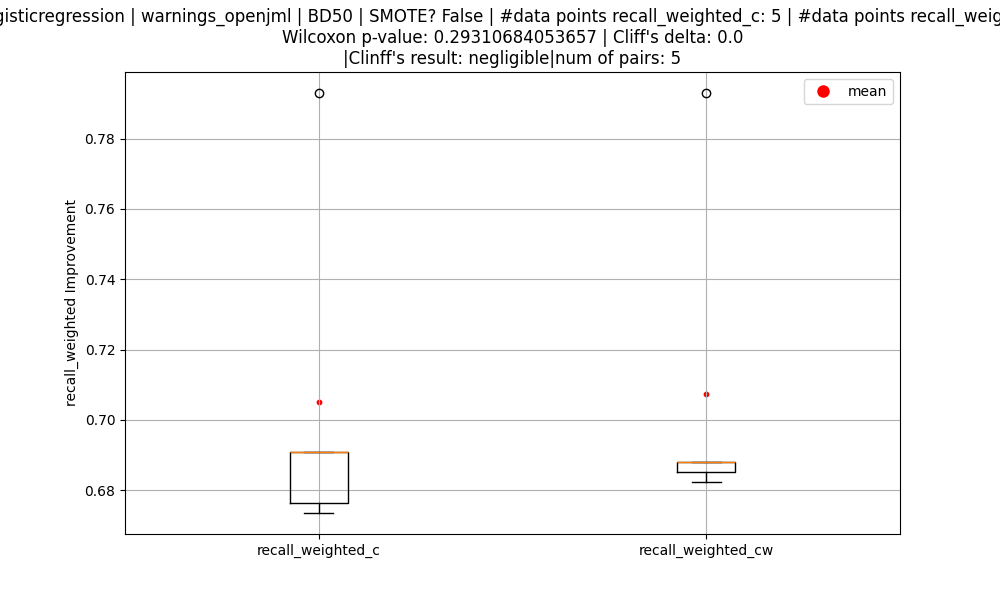 gisticregression | warnings_openjml | BD50 | SMOTE? False | #data points recall_weighted_c: 5 | #data points recall_weig
Wilcoxon p-value: 0.29310684053657 | Cliff's delta: 0.0
|Clinff's result: negligible|num of pairs: 5
mean
0.78
0.76
0.74
0.72
0.70
0.68
recall_weighted Improvement
recall_weighted_c
recall_weighted_cw